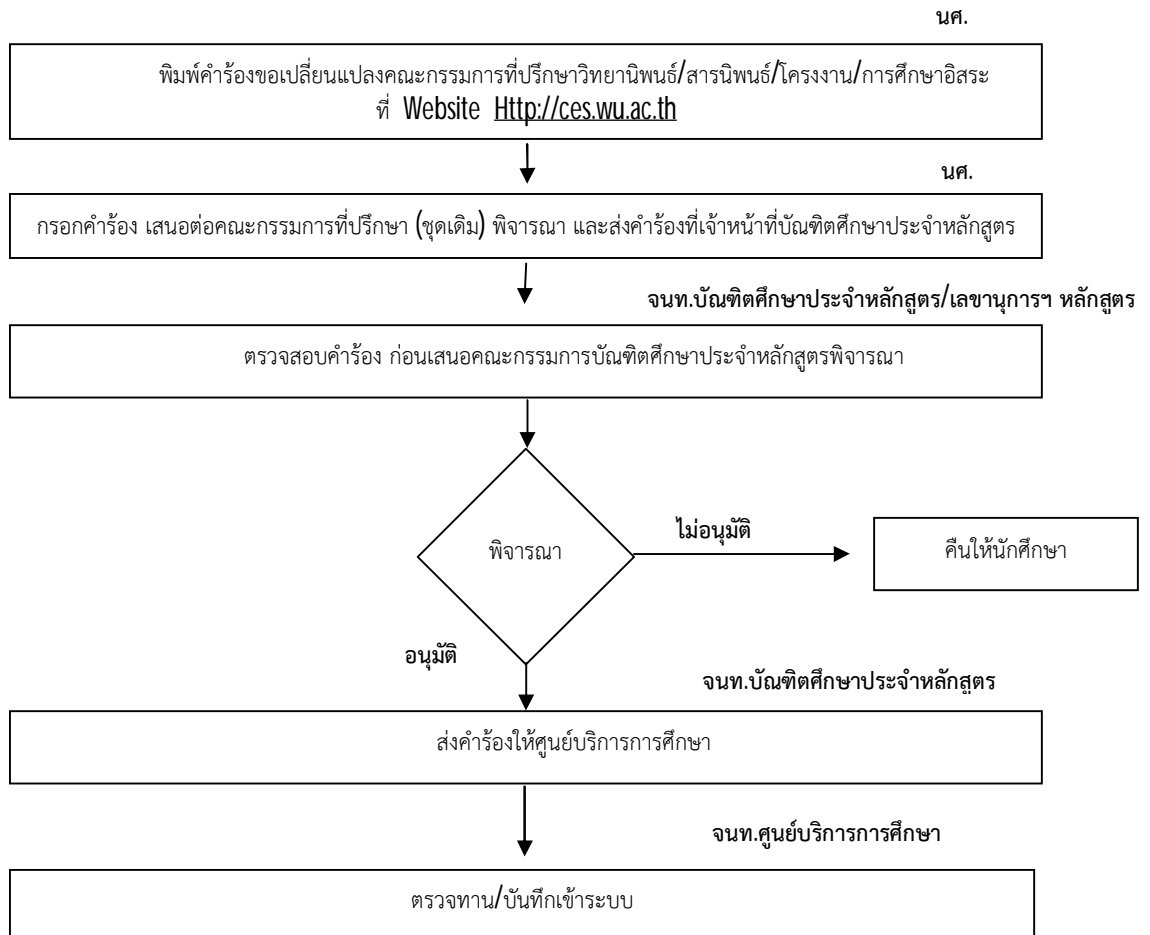 นศ.
พิมพ์คำร้องขอเปลี่ยนแปลงคณะกรรมการที่ปรึกษาวิทยานิพนธ์/สารนิพนธ์/โครงงาน/การศึกษาอิสระ
ที่ Website Http://ces.wu.ac.th
นศ.
กรอกคำร้อง เสนอต่อคณะกรรมการที่ปรึกษา (ชุดเดิม) พิจารณา และส่งคำร้องที่เจ้าหน้าที่บัณฑิตศึกษาประจำหลักสูตร
จนท.บัณฑิตศึกษาประจำหลักสูตร/เลขานุการฯ หลักสูตร
ตรวจสอบคำร้อง ก่อนเสนอคณะกรรมการบัณฑิตศึกษาประจำหลักสูตรพิจารณา
ไม่อนุมัติ
พิจารณา
คืนให้นักศึกษา
อนุมัติ
จนท.บัณฑิตศึกษาประจำหลักสูตร
ส่งคำร้องให้ศูนย์บริการการศึกษา
จนท.ศูนย์บริการการศึกษา
ตรวจทาน/บันทึกเข้าระบบ